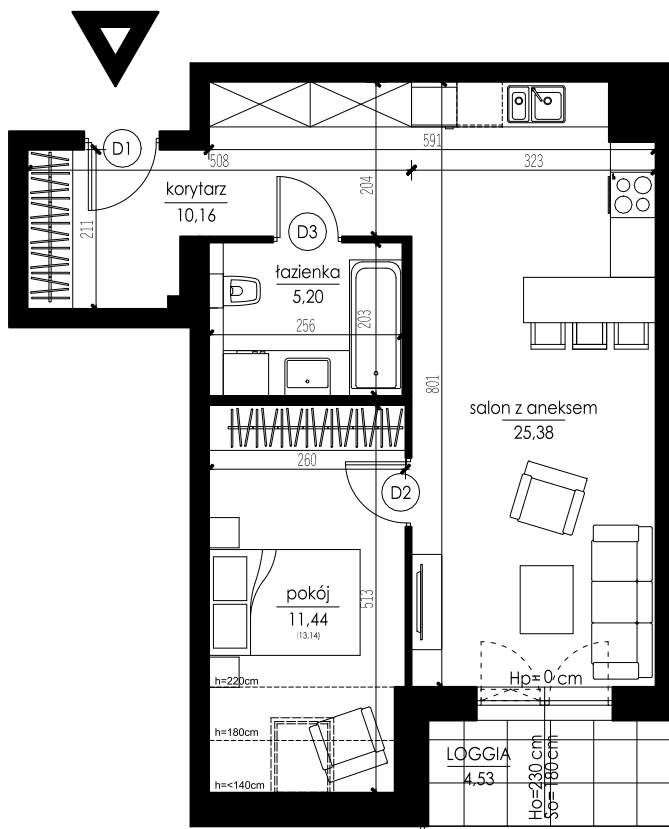 D1
591
508
323
korytarz
10,16
204
211
D3
łazienka
5,20
256
203
801
salon z aneksem
25,38
260
D2
pokój
11,44
(13,14)
513
h=220cm
Hp=0 cm
h=180cm
LOGGIA
4,53
Ho=230 cm
So=180 cm
h=<140cm